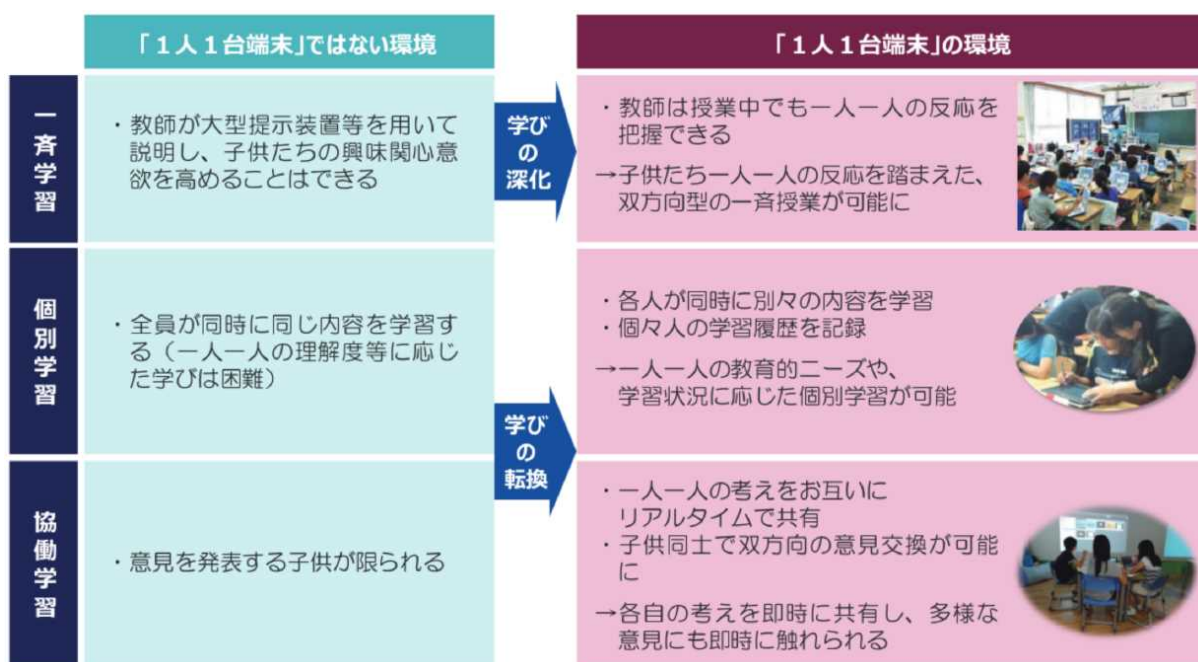 「１人１台端末」ではない環境
「１人１台端末」の環境
一斉学習
・教師が大型提示装置等を用いて
説明し、子供たちの興味関心意
欲を高めることはできる
学び
の
深化
・教師は授業中でも一人一人の反応を
把握できる
→子供たち一人一人の反応を踏まえた、
双方向型の一斉授業が可能に
個別学習
・全員が同時に同じ内容を学習す
る（一人一人の理解度等に応じ
た学びは困難）
学び
の
転換
・各人が同時に別々の内容を学習
・個々人の学習履歴を記録
→一人一人の教育的ニーズや、
学習状況に応じた個別学習が可能
協働学習
・意見を発表する子供が限られる
・一人一人の考えをお互いに
リアルタイムで共有
・子供同士で双方向の意見交換が可能
に
→各自の考えを即時に共有し、多様な
意見にも即時に触れられる